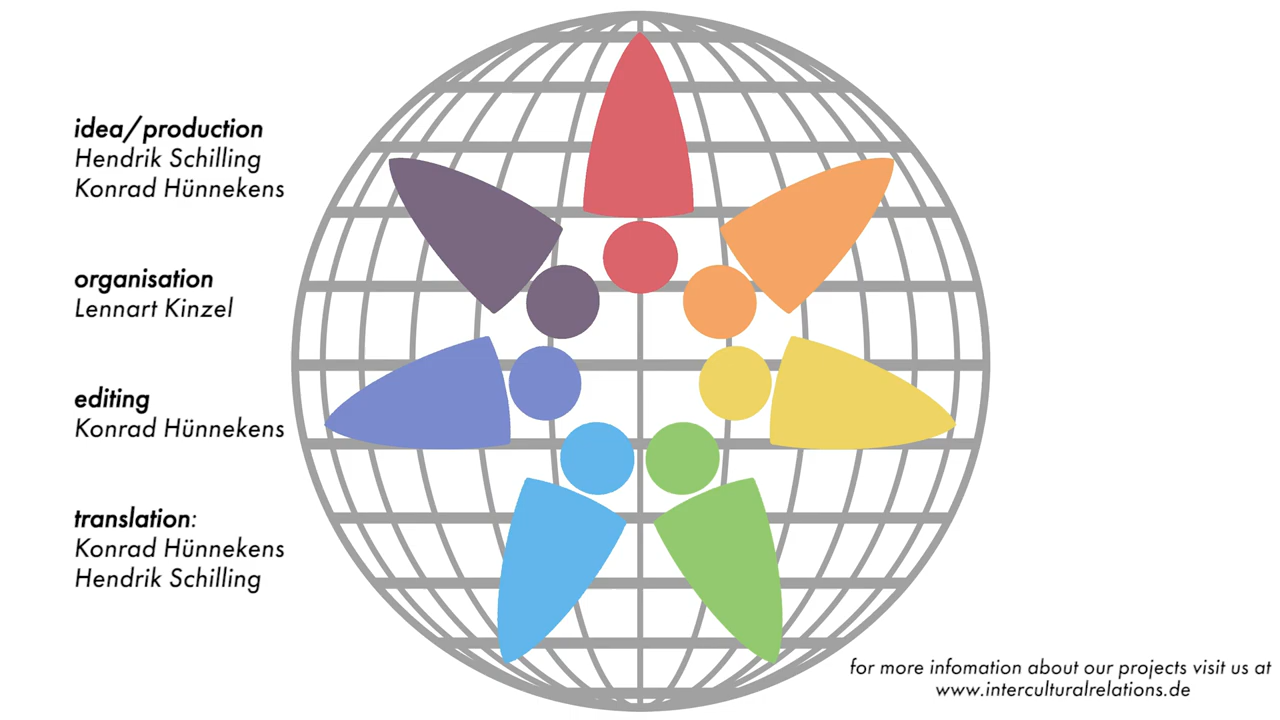 idea/production
Hendrik Schilling
Konrad Hünnekens
organisation
Lennart Kinzel
editing
Konrad Hünnekens
translation:
Konrad Hünnekens
Hendrik Schilling
for more infomation about our projects visit us at
www.interculturalrelations.de